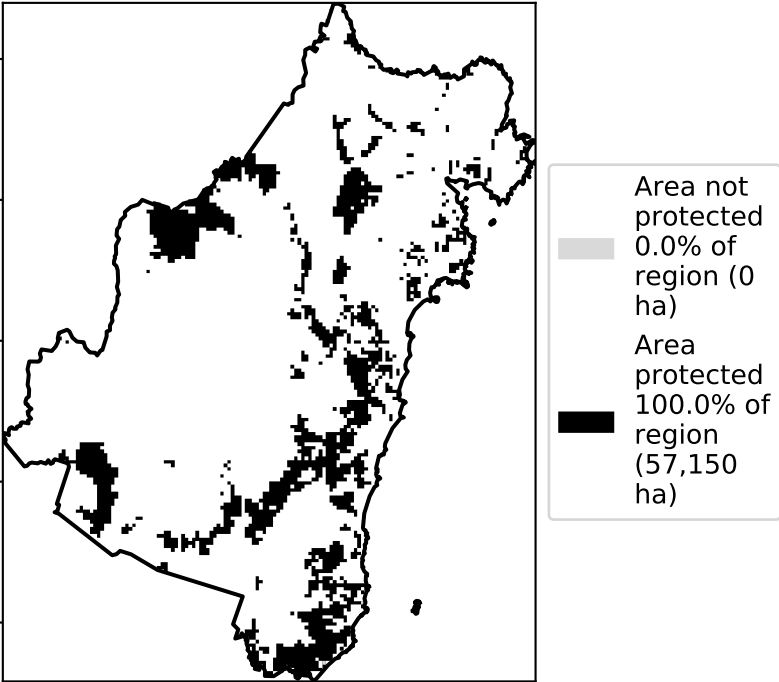 Area not
protected
0.0% of
region (0
ha)
Area
protected
100.0% of
region
(57,150
ha)